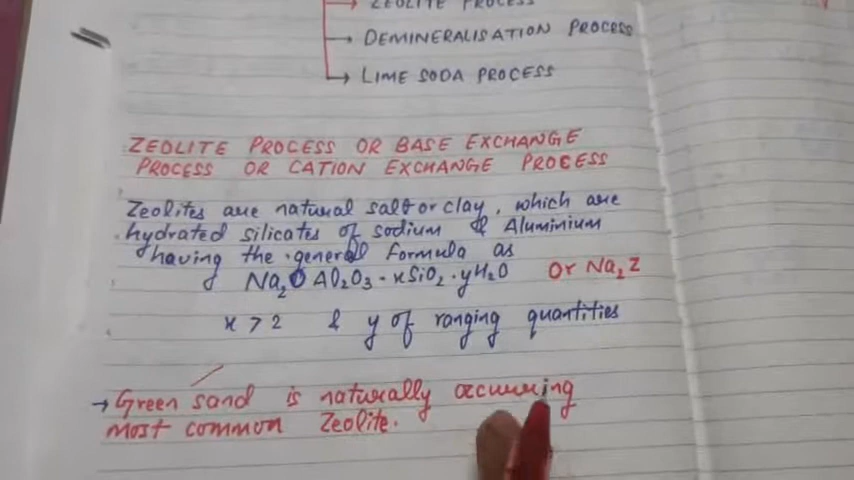 ZEOLITE PROCESS
DEMINERALISATION PROCESS
LIME SODA PROCESS
ZEOLITE PROCESS OR BASE EXCHANGE
PROCESS OR CATION EXCHANGE PROCESS
Zeolites are natural salt or clay, which are
hydrated silicates of sodium & Aluminium
having the general formula as
Na₂O Al₂O₃ · xSiO₂ · yH₂O Or Na₂Z
x > 2 & y of ranging quantities
→ Green sand is naturally occurring
most common Zeolite.